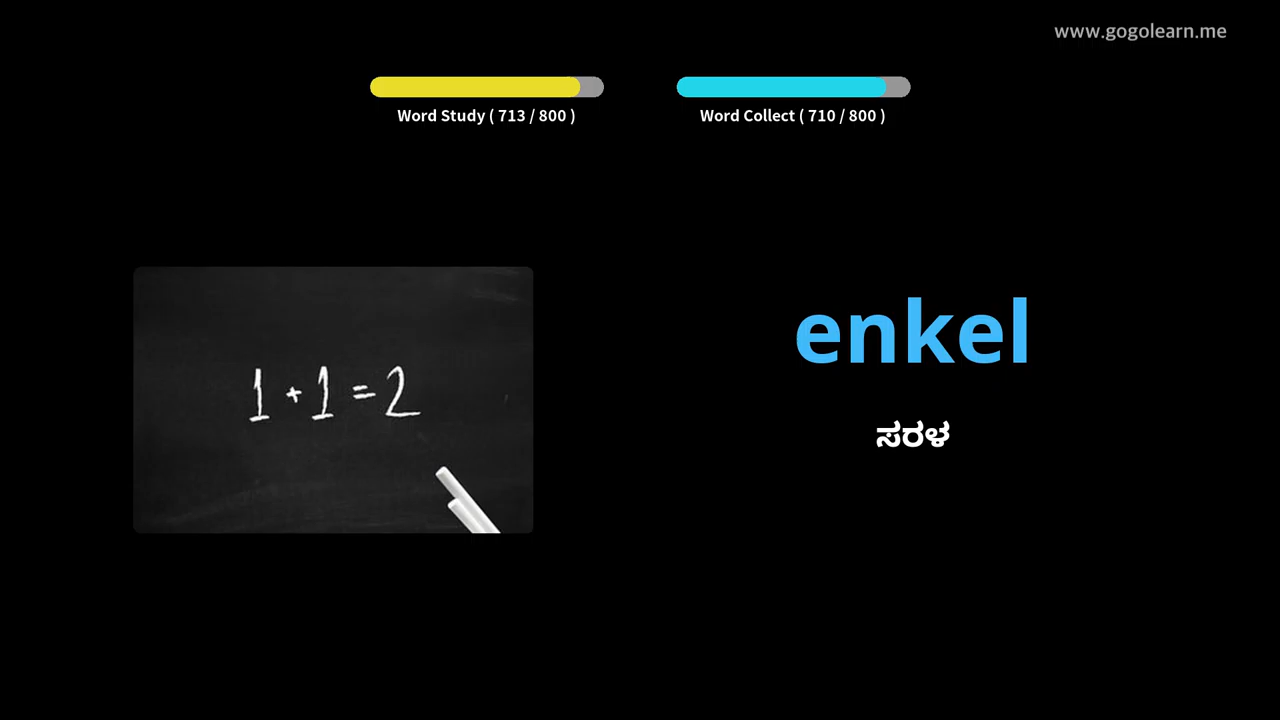 www.gogolearn.me
Word Study ( 713 / 800 )
Word Collect ( 710 / 800 )
1 + 1 = 2
enkel
ಸರಳ